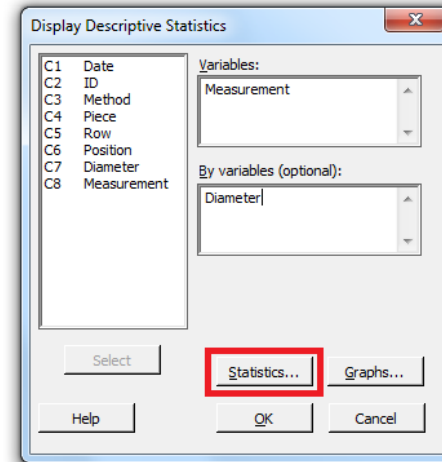 Display Descriptive Statistics
C1 Date
C2 ID
C3 Method
C4 Piece
C5 Row
C6 Position
C7 Diameter
C8 Measurement
Variables:
Measurement
By variables (optional):
Diameter
Select
Statistics...
Graphs...
Help
OK
Cancel